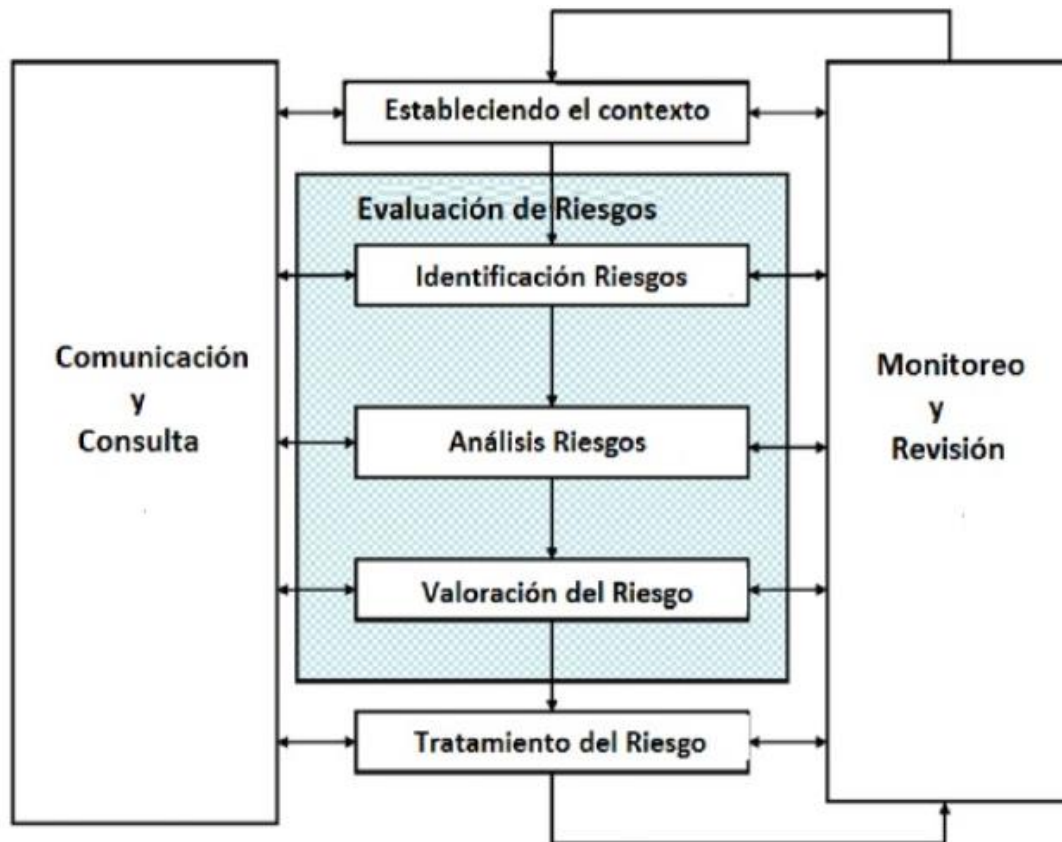 Estableciendo el contexto
Evaluación de Riesgos
Identificación Riesgos
Comunicación
y
Consulta
Análisis Riesgos
Monitoreo
y
Revisión
Valoración del Riesgo
Tratamiento del Riesgo